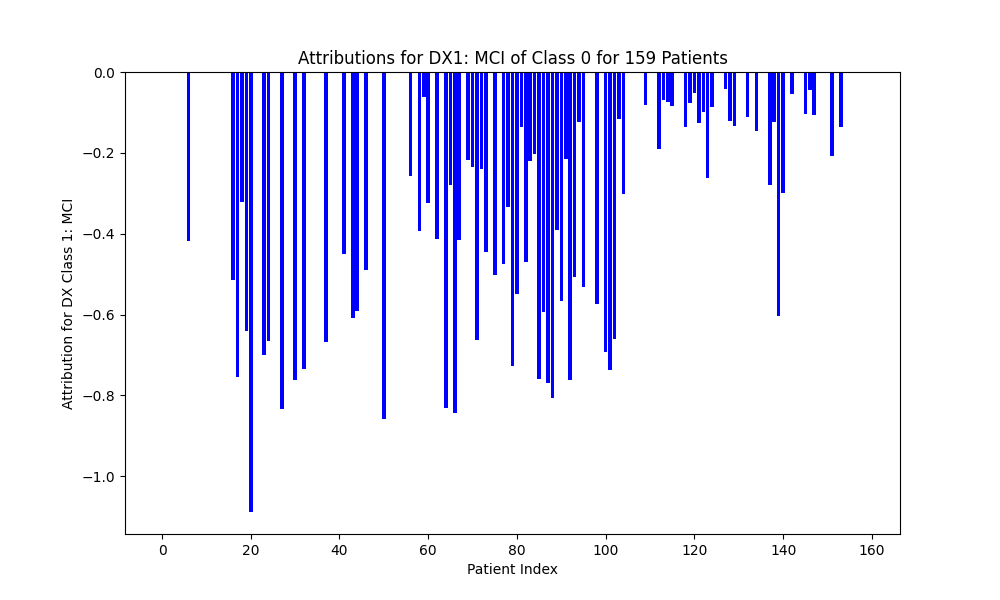 Attributions for DX1: MCI of Class 0 for 159 Patients
Attribution for DX Class 1: MCI
0.0
−0.2
−0.4
−0.6
−0.8
−1.0
0 20 40 60 80 100 120 140 160
Patient Index